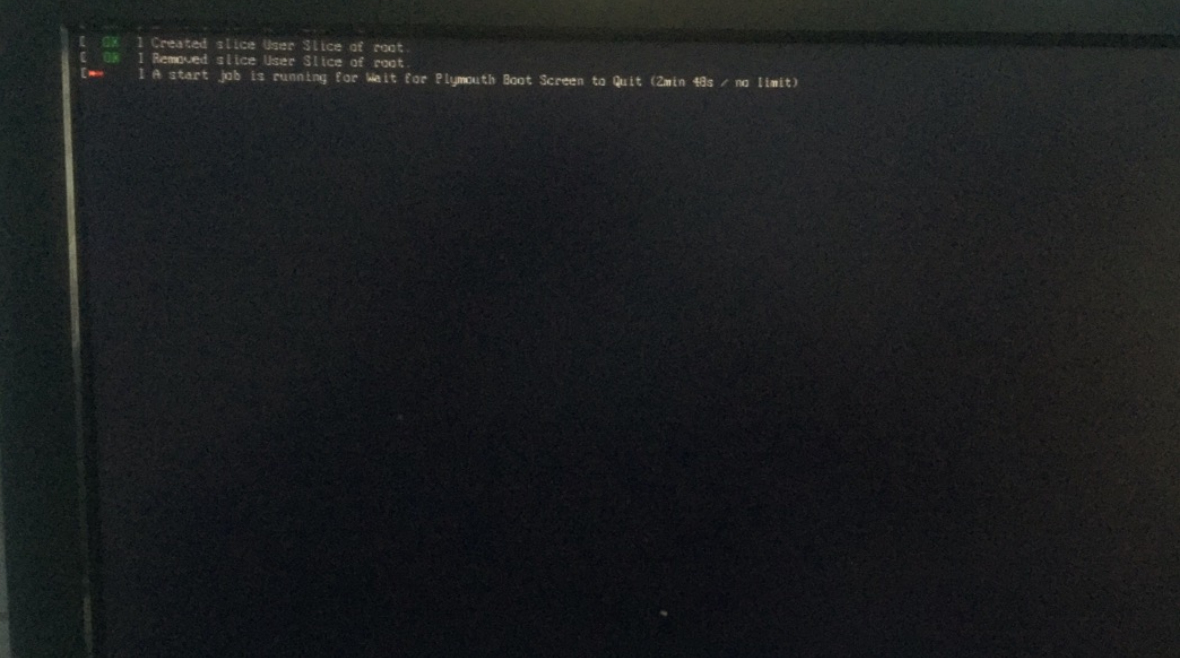 [  OK  ] Created slice User Slice of root.
[  OK  ] Removed slice User Slice of root.
[**    ] A start job is running for Wait for Plymouth Boot Screen to Quit (2min 48s / no limit)